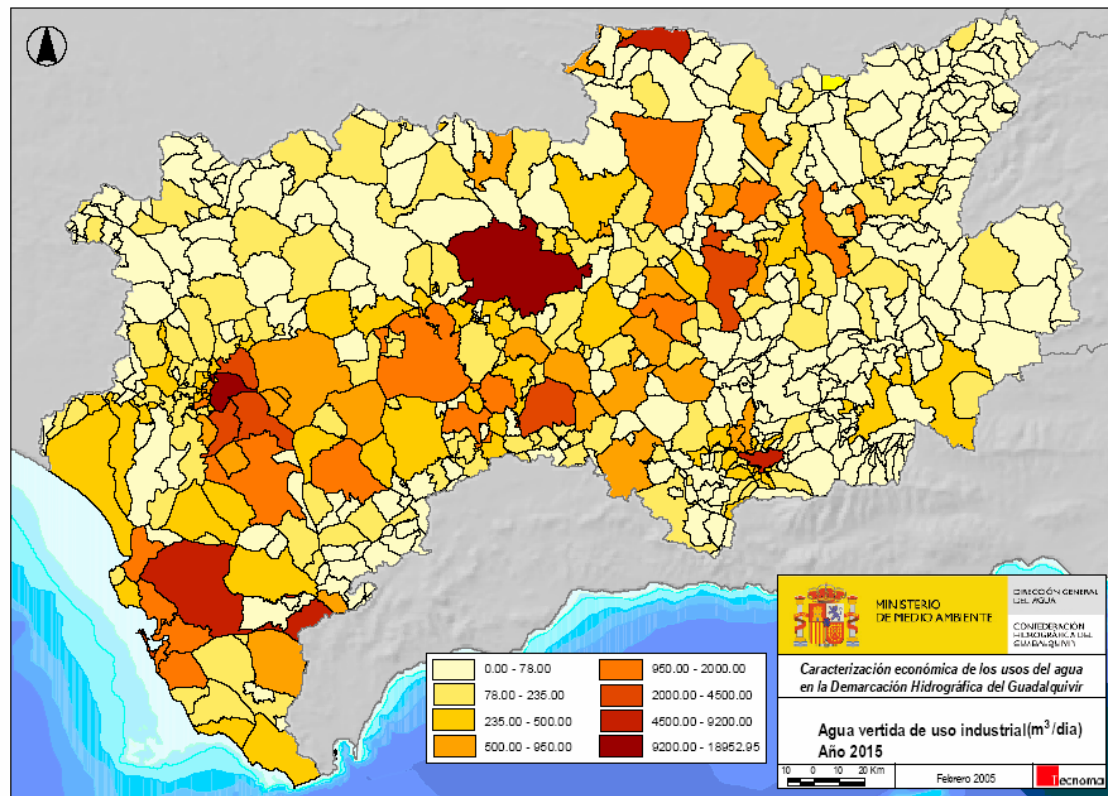 0.00 - 78.00
78.00 - 235.00
235.00 - 500.00
500.00 - 950.00
950.00 - 2000.00
2000.00 - 4500.00
4500.00 - 9200.00
9200.00 - 18952.95
MINISTERIO
DE MEDIO AMBIENTE
DIRECCIÓN GENERAL
DEL AGUA
CONFEDERACIÓN
HIDROGRÁFICA DEL
GUADALQUIVIR
Caracterización económica de los usos del agua
en la Demarcación Hidrográfica del Guadalquivir
Agua vertida de uso industrial(m³/dia)
Año 2015
10 0 10 20 Km
Febrero 2005
Tecnoma